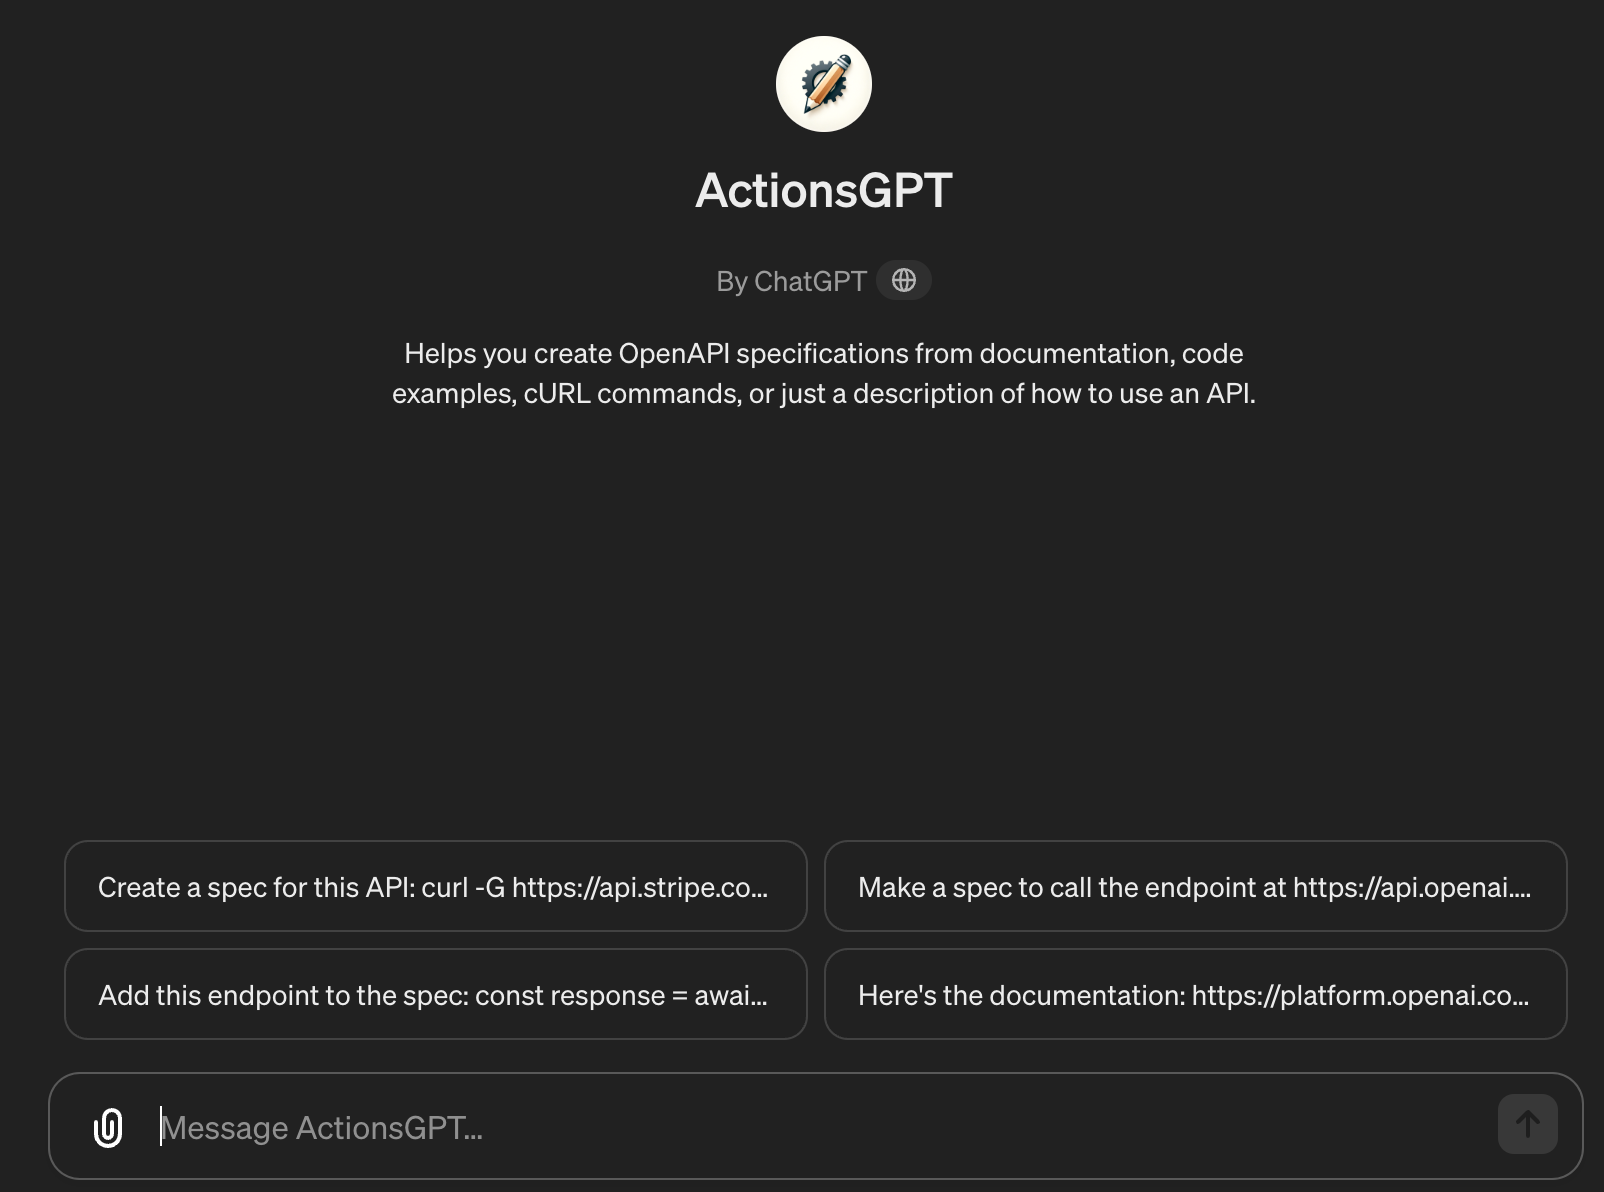 ActionsGPT
By ChatGPT
Helps you create OpenAPI specifications from documentation, code
examples, cURL commands, or just a description of how to use an API.
Create a spec for this API: curl -G https://api.stripe.co...
Make a spec to call the endpoint at https://api.openai....
Add this endpoint to the spec: const response = awai...
Here's the documentation: https://platform.openai.co...
Message ActionsGPT...